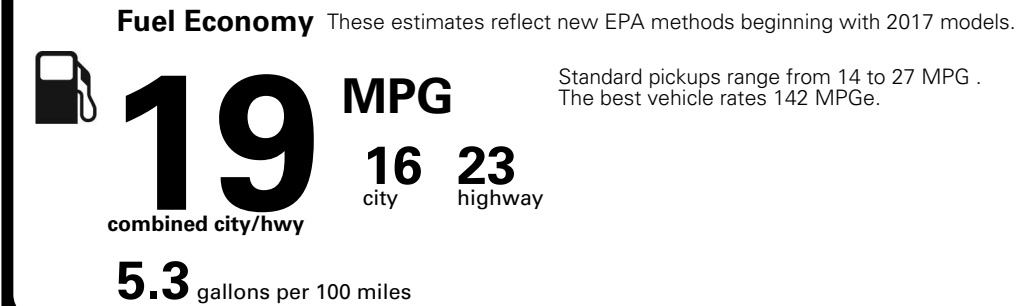 Fuel Economy These estimates reflect new EPA methods beginning with 2017 models.
19 MPG
Standard pickups range from 14 to 27 MPG .
The best vehicle rates 142 MPGe.
16 23
city highway
combined city/hwy
5.3 gallons per 100 miles